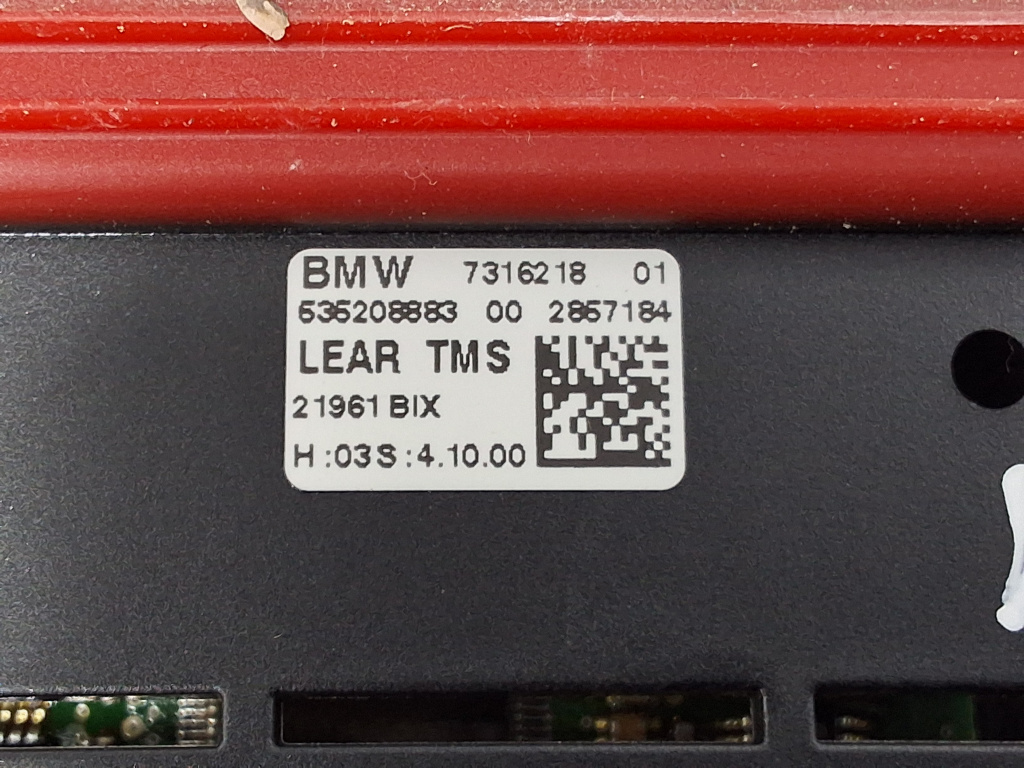 BMW 7316218 01
535208883 00 2857184
LEAR TMS
21961 BIX
H :03 S :4.10.00